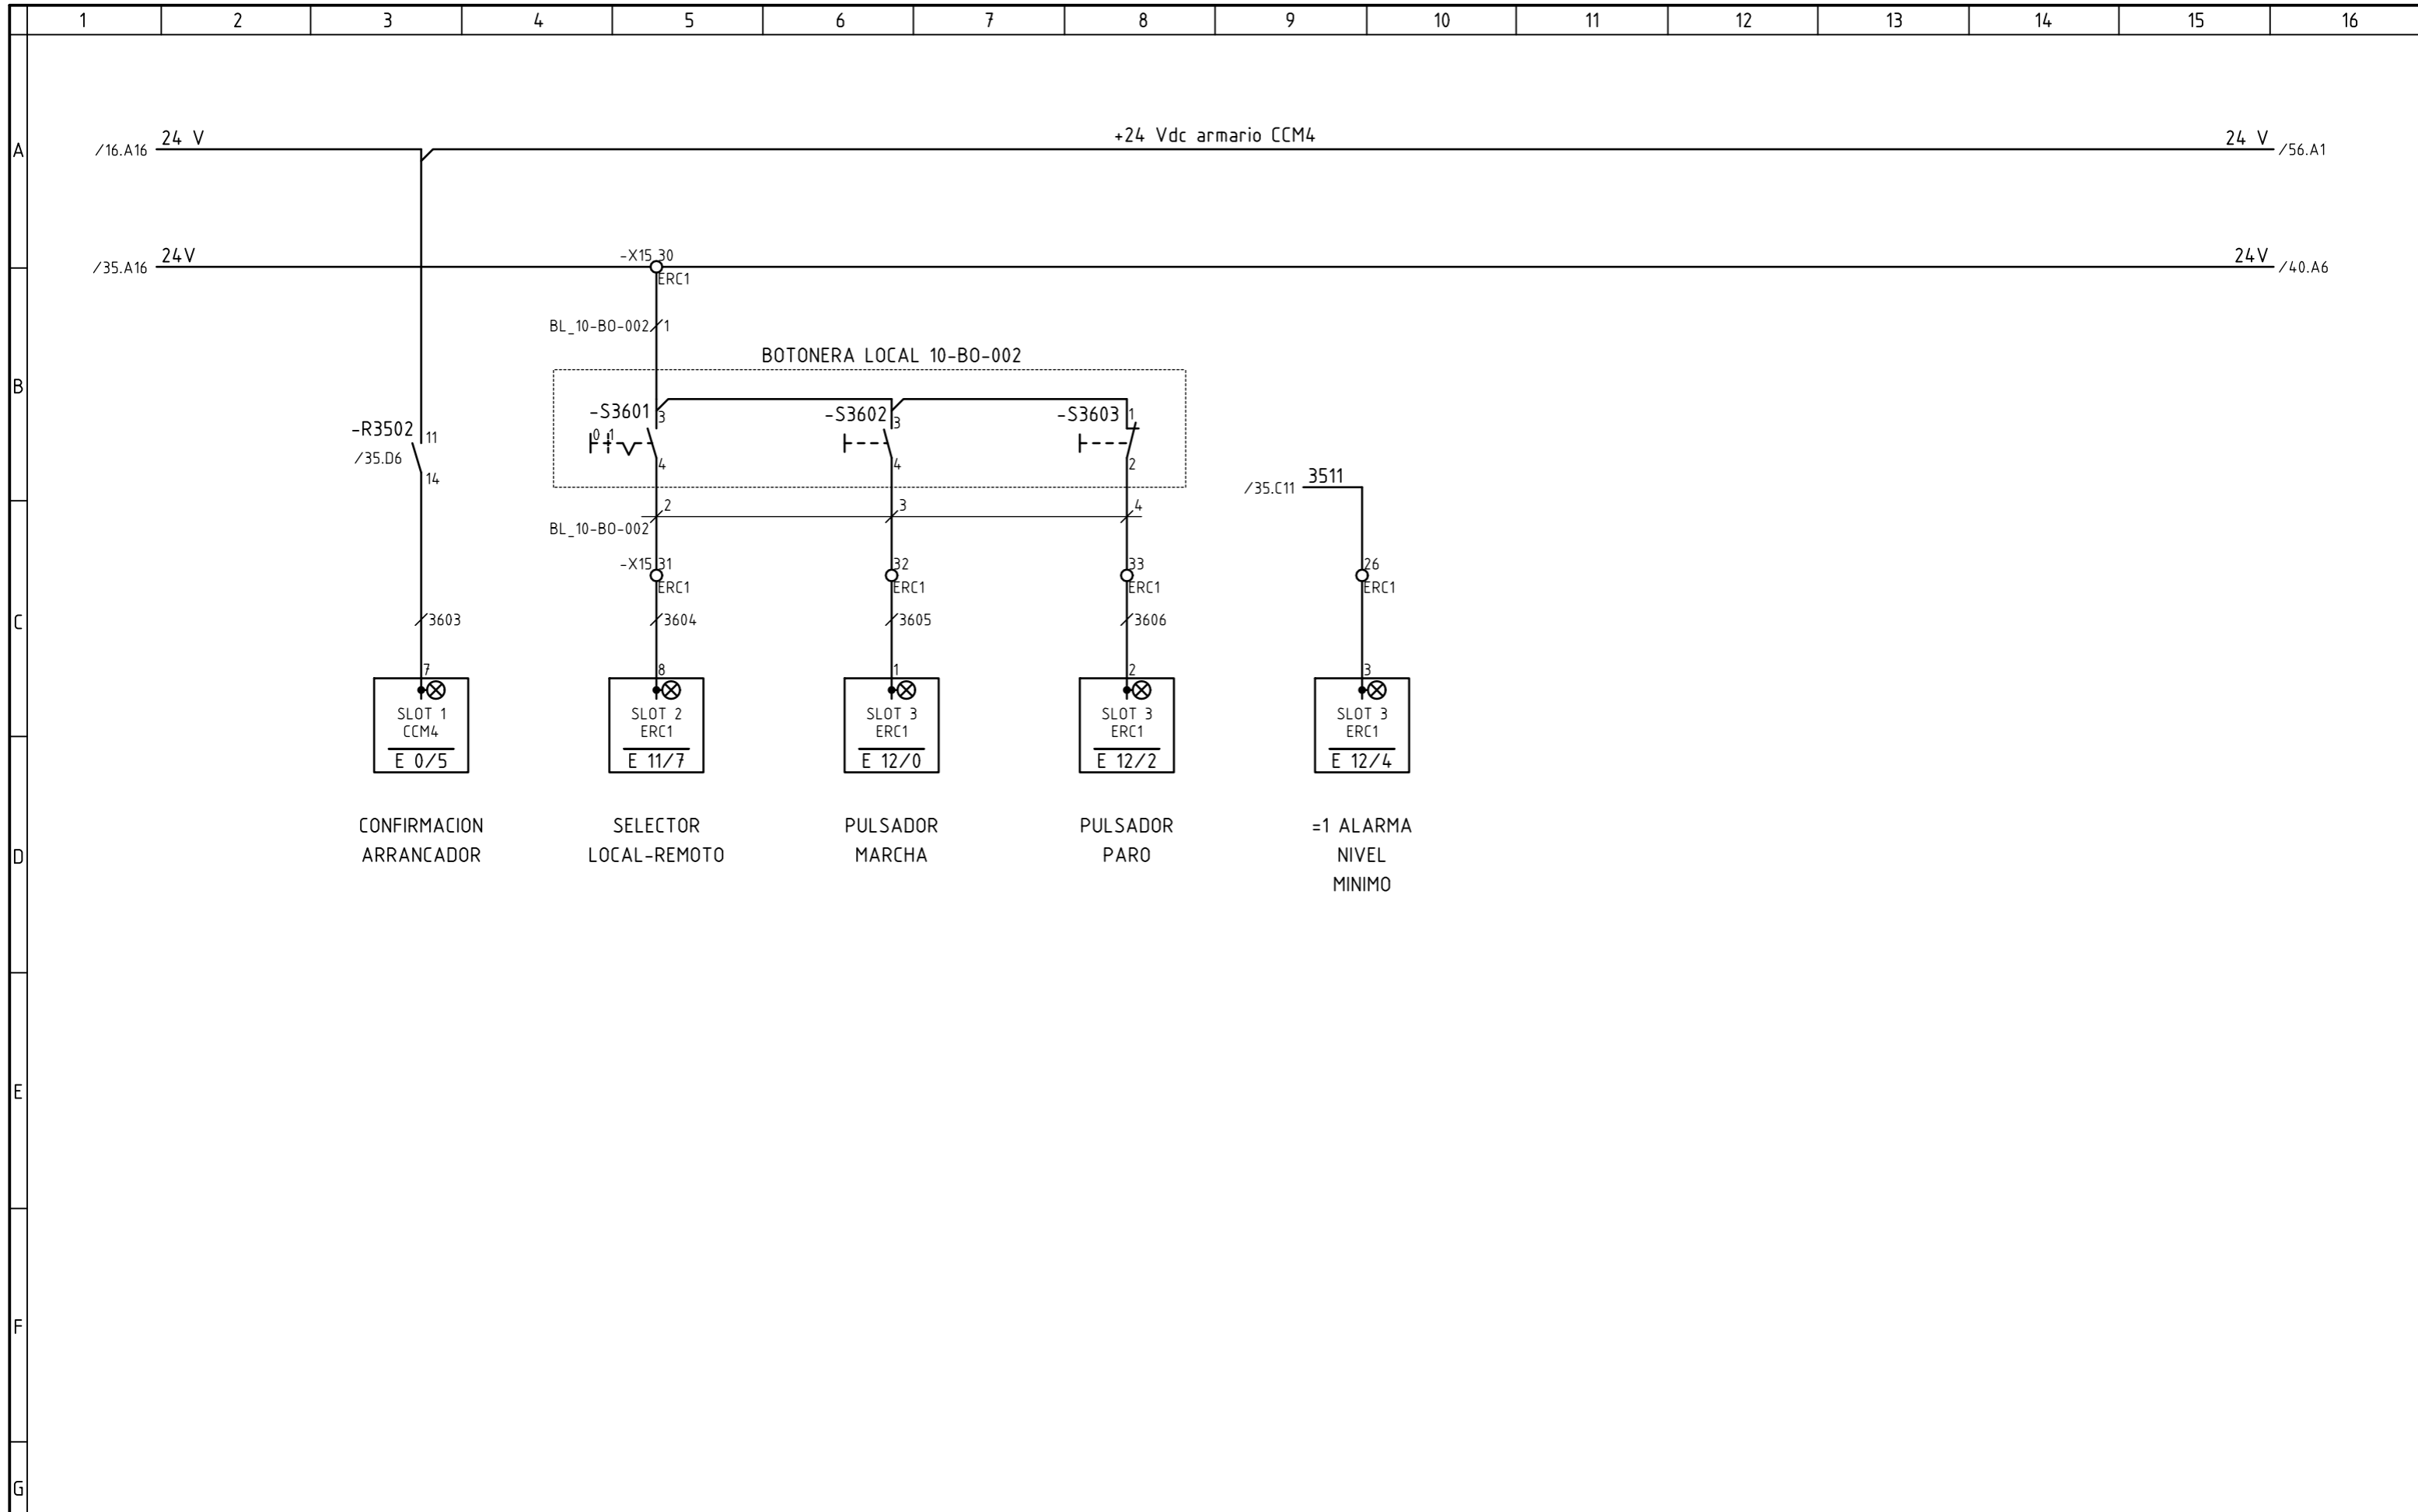 1 2 3 4 5 6 7 8 9 10 11 12 13 14 15 16
A
/16.A16 24 V
+24 Vdc armario CCM4
24 V /56.A1
/35.A16 24V
-X15 30
ERC1
24V /40.A6
BL_10-BO-002 1
BOTONERA LOCAL 10-BO-002
B
-S3601 3
0 1
4
-S3602 3
4
-S3603 1
2
-R3502 11
/35.D6
14
/35.C11 3511
2 3 4
BL_10-BO-002
-X15 31
ERC1
32
ERC1
33
ERC1
26
ERC1
C
3603 3604 3605 3606
7 8 1 2 3
SLOT 1
CCM4
E 0/5
SLOT 2
ERC1
E 11/7
SLOT 3
ERC1
E 12/0
SLOT 3
ERC1
E 12/2
SLOT 3
ERC1
E 12/4
CONFIRMACION
ARRANCADOR
SELECTOR
LOCAL-REMOTO
PULSADOR
MARCHA
PULSADOR
PARO
=1 ALARMA
NIVEL
MINIMO
D
E
F
G